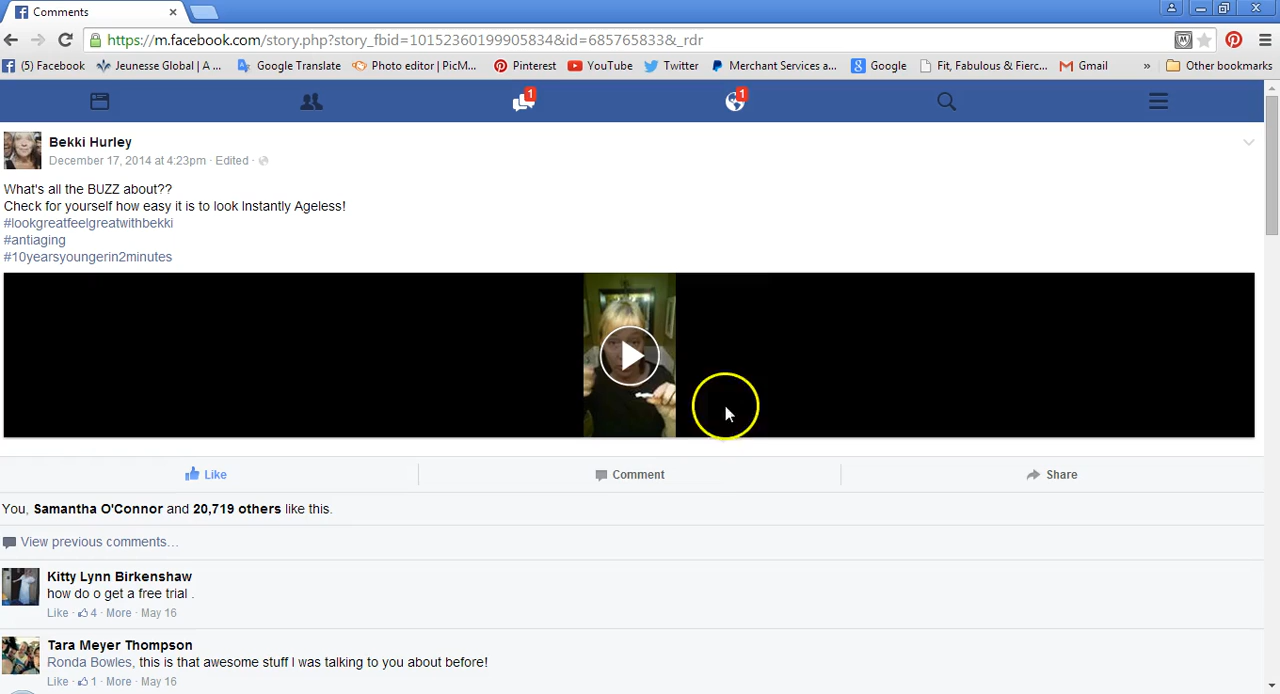 Comments
https://m.facebook.com/story.php?story_fbid=10152360199905834&id=685765833&_rdr
(5) Facebook Jeunesse Global | A ... Google Translate Photo editor | PicM... Pinterest YouTube Twitter Merchant Services a... Google Fit, Fabulous & Fierc... Gmail » Other bookmarks
1 1
Bekki Hurley
December 17, 2014 at 4:23pm · Edited ·
What's all the BUZZ about??
Check for yourself how easy it is to look Instantly Ageless!
#lookgreatfeelgreatwithbekki
#antiaging
#10yearsyoungerin2minutes
Like Comment Share
You, Samantha O'Connor and 20,719 others like this.
View previous comments...
Kitty Lynn Birkenshaw
how do o get a free trial .
Like · 4 · More · May 16
Tara Meyer Thompson
Ronda Bowles, this is that awesome stuff I was talking to you about before!
Like · 1 · More · May 16